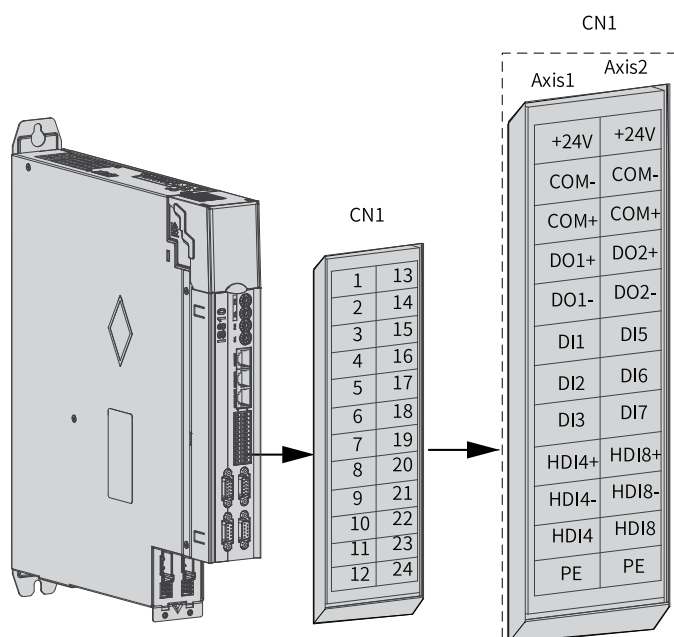 CN1
Axis1 Axis2
+24V +24V
COM- COM-
COM+ COM+
DO1+ DO2+
DO1- DO2-
DI1 DI5
DI2 DI6
DI3 DI7
HDI4+ HDI8+
HDI4- HDI8-
HDI4 HDI8
PE PE
CN1
1 13
2 14
3 15
4 16
5 17
6 18
7 19
8 20
9 21
10 22
11 23
12 24
IS810